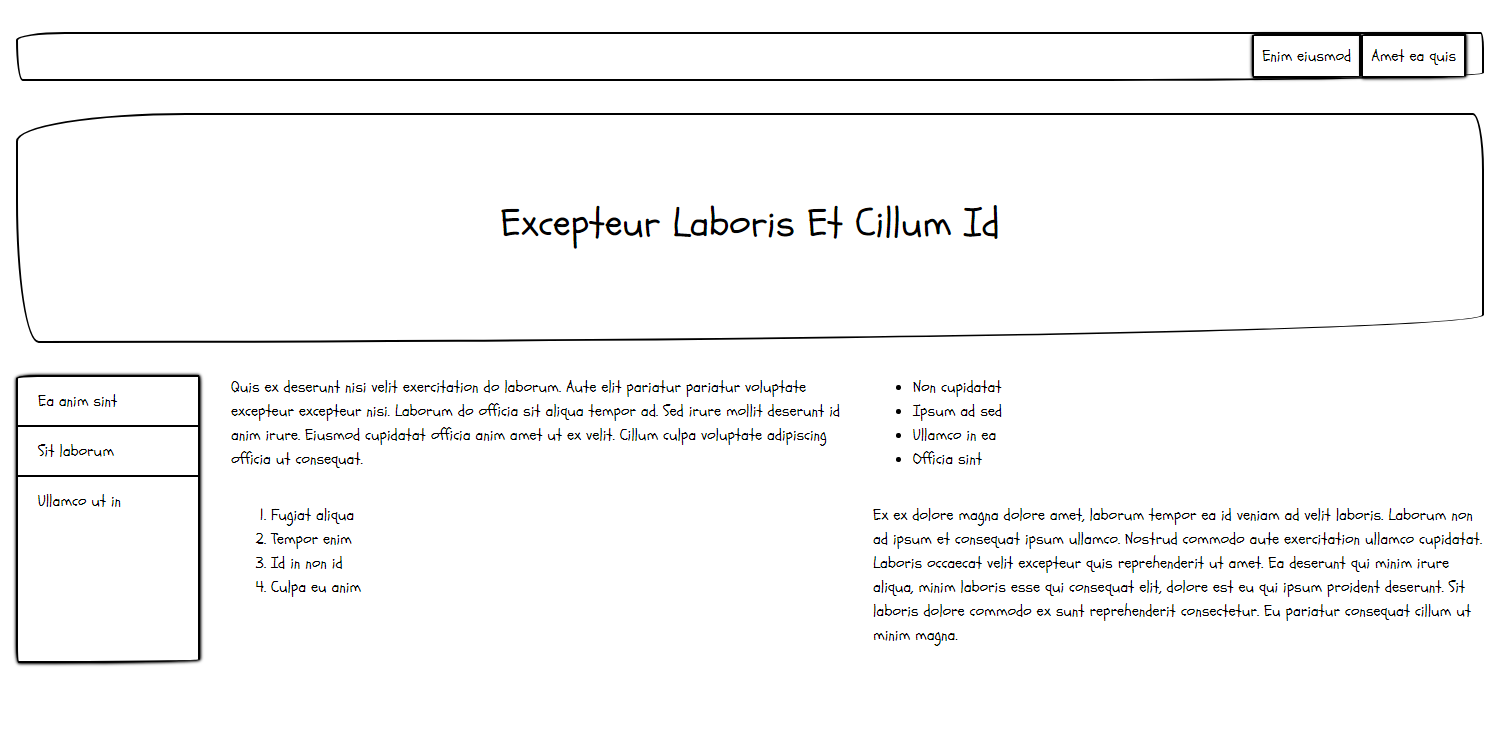 Enim eiusmod
Amet ea quis
Excepteur Laboris Et Cillum Id
Ea anim sint
Sit laborum
Ullamco ut in
Quis ex deserunt nisi velit exercitation do laborum. Aute elit pariatur pariatur voluptate
excepteur excepteur nisi. Laborum do officia sit aliqua tempor ad. Sed irure mollit deserunt id
anim irure. Eiusmod cupidatat officia anim amet ut ex velit. Cillum culpa voluptate adipiscing
officia ut consequat.
• Non cupidatat
• Ipsum ad sed
• Ullamco in ea
• Officia sint
1. Fugiat aliqua
2. Tempor enim
3. Id in non id
4. Culpa eu anim
Ex ex dolore magna dolore amet, laborum tempor ea id veniam ad velit laboris. Laborum non
ad ipsum et consequat ipsum ullamco. Nostrud commodo aute exercitation ullamco cupidatat.
Laboris occaecat velit excepteur quis reprehenderit ut amet. Ea deserunt qui minim irure
aliqua, minim laboris esse qui consequat elit, dolore est eu qui ipsum proident deserunt. Sit
laboris dolore commodo ex sunt reprehenderit consectetur. Eu pariatur consequat cillum ut
minim magna.